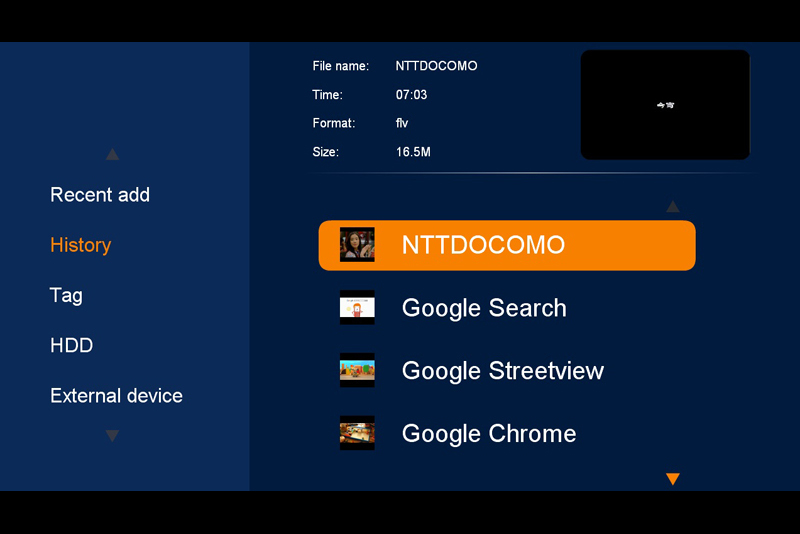 File name: NTTDOCOMO
Time: 07:03
Format: flv
Size: 16.5M
Recent add
History
Tag
HDD
External device
NTTDOCOMO
Google Search
Google Streetview
Google Chrome